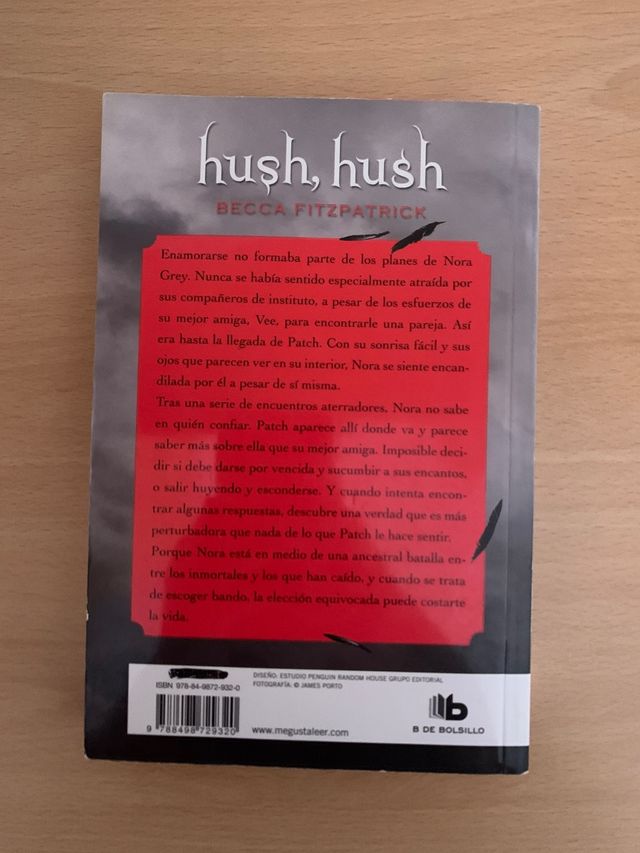 hush, hush
BECCA FITZPATRICK
Enamorarse no formaba parte de los planes de Nora
Grey. Nunca se había sentido especialmente atraída por
sus compañeros de instituto, a pesar de los esfuerzos de
su mejor amiga, Vee, para encontrarle una pareja. Así
era hasta la llegada de Patch. Con su sonrisa fácil y sus
ojos que parecen ver en su interior, Nora se siente encan-
dilada por él a pesar de sí misma.
Tras una serie de encuentros aterradores, Nora no sabe
en quién confiar. Patch aparece allí donde va y parece
saber más sobre ella que su mejor amiga. Imposible deci-
dir si debe darse por vencida y sucumbir a sus encantos,
o salir huyendo y esconderse. Y cuando intenta encon-
trar algunas respuestas, descubre una verdad que es más
perturbadora que nada de lo que Patch le hace sentir.
Porque Nora está en medio de una ancestral batalla en-
tre los inmortales y los que han caído, y cuando se trata
de escoger bando, la elección equivocada puede costarte
la vida.
ISBN 978-84-9872-932-0
9 788498 729320
DISEÑO: ESTUDIO PENGUIN RANDOM HOUSE GRUPO EDITORIAL
FOTOGRAFÍA: © JAMES PORTO
www.megustaleer.com
b
B DE BOLSILLO